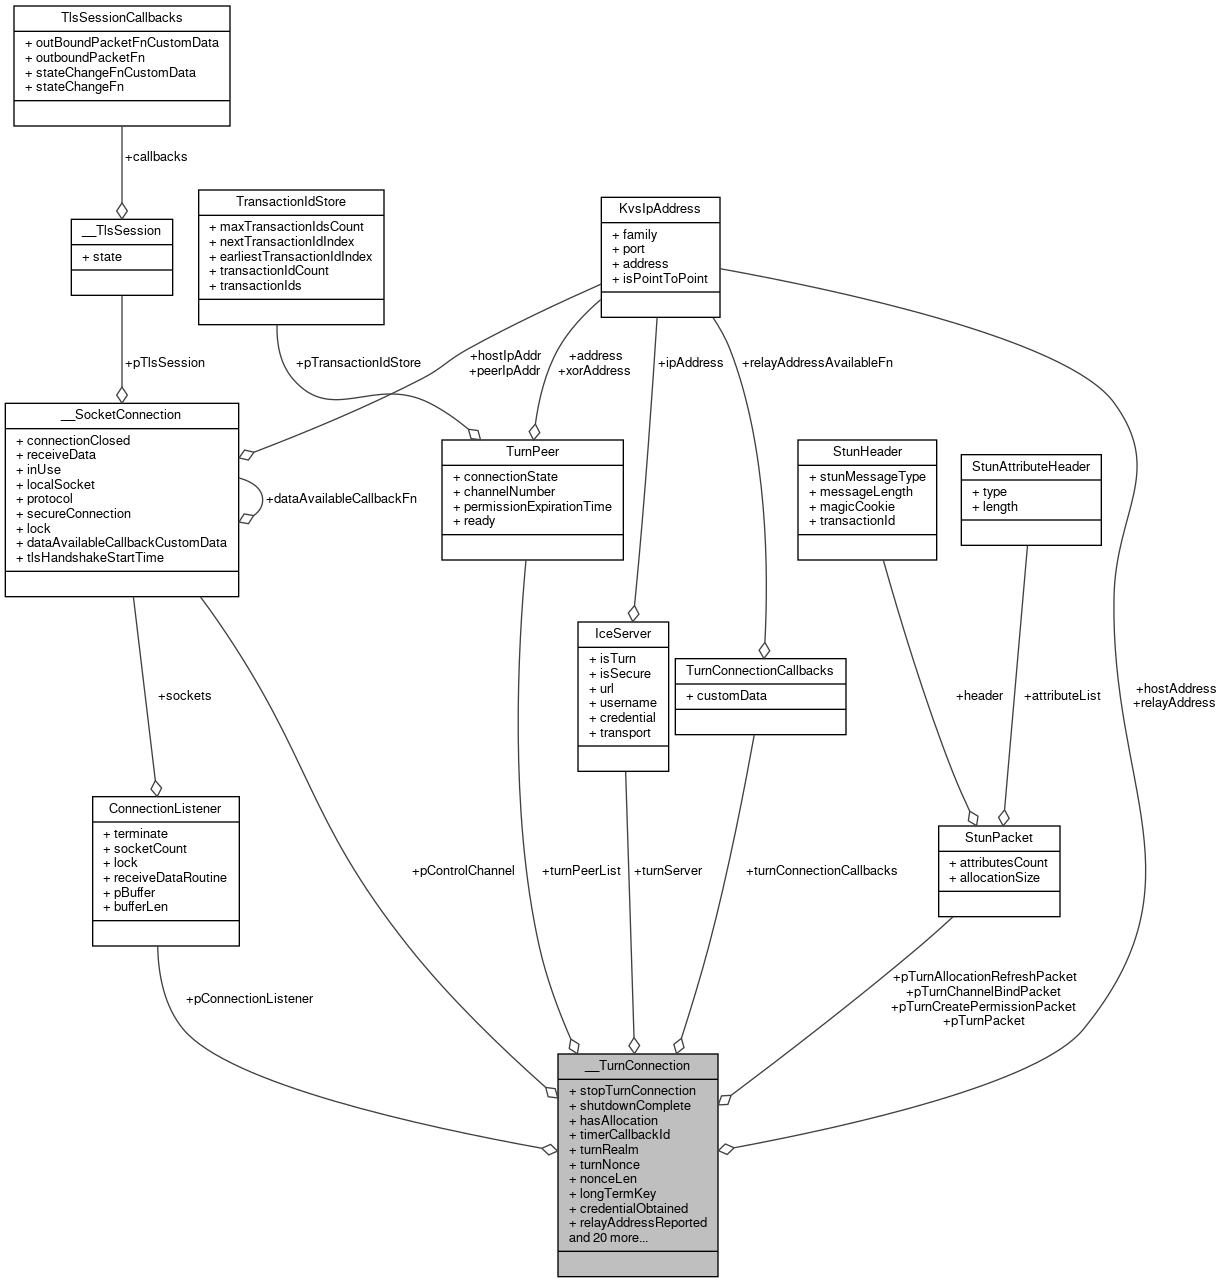 TlsSessionCallbacks
+ outBoundPacketFnCustomData
+ outboundPacketFn
+ stateChangeFnCustomData
+ stateChangeFn
+callbacks
__TlsSession
+ state
TransactionIdStore
+ maxTransactionIdsCount
+ nextTransactionIdIndex
+ earliestTransactionIdIndex
+ transactionIdCount
+ transactionIds
KvsIpAddress
+ family
+ port
+ address
+ isPointToPoint
+pTlsSession
+pTransactionIdStore
+hostIpAddr
+peerIpAddr
+address
+xorAddress
+ipAddress
+relayAddressAvailableFn
__SocketConnection
+ connectionClosed
+ receiveData
+ inUse
+ localSocket
+ protocol
+ secureConnection
+ lock
+ dataAvailableCallbackCustomData
+ tlsHandshakeStartTime
+dataAvailableCallbackFn
TurnPeer
+ connectionState
+ channelNumber
+ permissionExpirationTime
+ ready
StunHeader
+ stunMessageType
+ messageLength
+ magicCookie
+ transactionId
StunAttributeHeader
+ type
+ length
IceServer
+ isTurn
+ isSecure
+ url
+ username
+ credential
+ transport
TurnConnectionCallbacks
+ customData
+sockets
+header
+attributeList
+hostAddress
+relayAddress
ConnectionListener
+ terminate
+ socketCount
+ lock
+ receiveDataRoutine
+ pBuffer
+ bufferLen
StunPacket
+ attributesCount
+ allocationSize
+pControlChannel
+turnPeerList
+turnServer
+turnConnectionCallbacks
+pConnectionListener
+pTurnAllocationRefreshPacket
+pTurnChannelBindPacket
+pTurnCreatePermissionPacket
+pTurnPacket
__TurnConnection
+ stopTurnConnection
+ shutdownComplete
+ hasAllocation
+ timerCallbackId
+ turnRealm
+ turnNonce
+ nonceLen
+ longTermKey
+ credentialObtained
+ relayAddressReported
and 20 more...